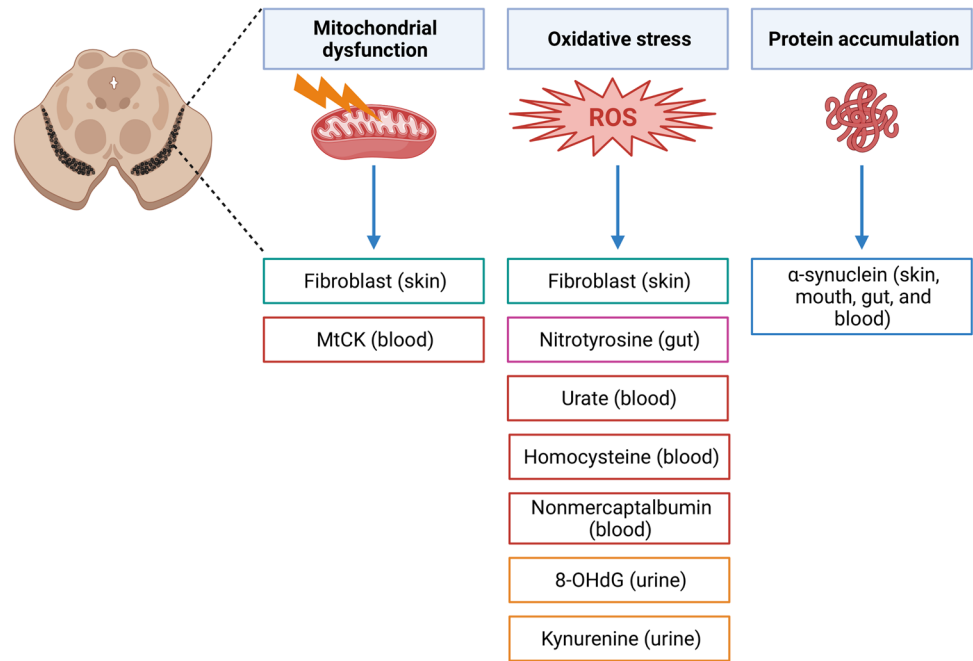 Mitochondrial
dysfunction
Oxidative stress
Protein accumulation
ROS
Fibroblast (skin)
MtCK (blood)
Fibroblast (skin)
Nitrotyrosine (gut)
Urate (blood)
Homocysteine (blood)
Nonmercaptalbumin
(blood)
8-OHdG (urine)
Kynurenine (urine)
α-synuclein (skin,
mouth, gut, and
blood)